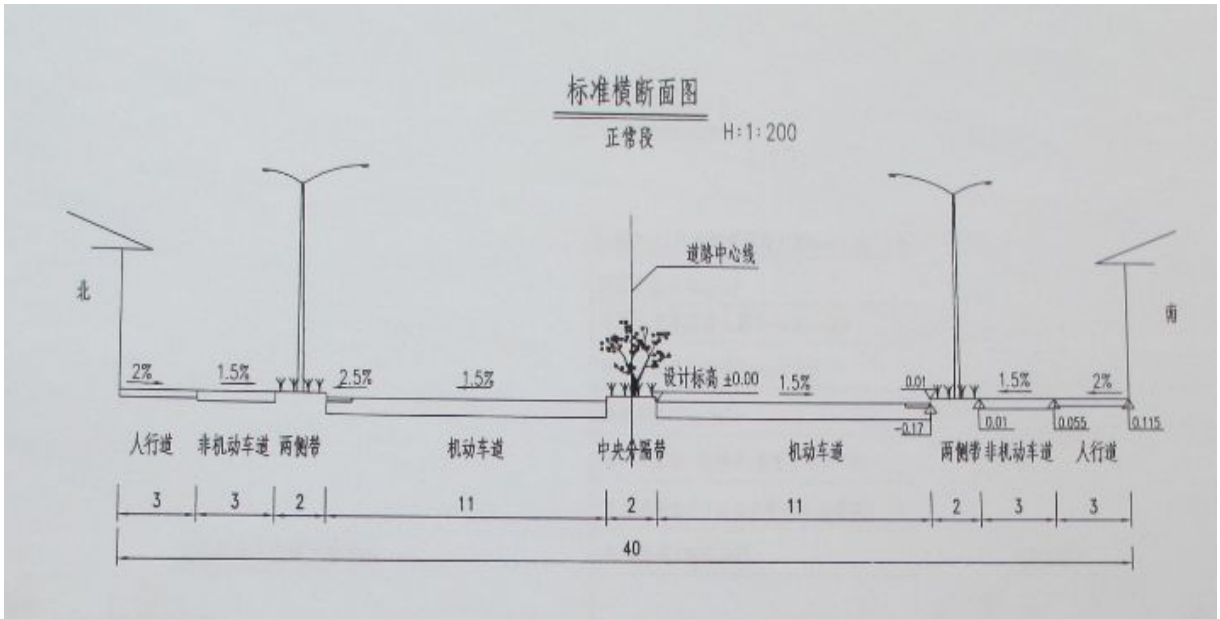 标准横断面图
正常段
H:1:200
道路中心线
北
南
2%
1.5%
2.5%
1.5%
设计标高 ±0.00
1.5%
0.01
1.5%
2%
-0.17
0.01
0.055
0.115
人行道
非机动车道
两侧带
机动车道
中央分隔带
机动车道
两侧带
非机动车道
人行道
3
3
2
11
2
11
2
3
3
40